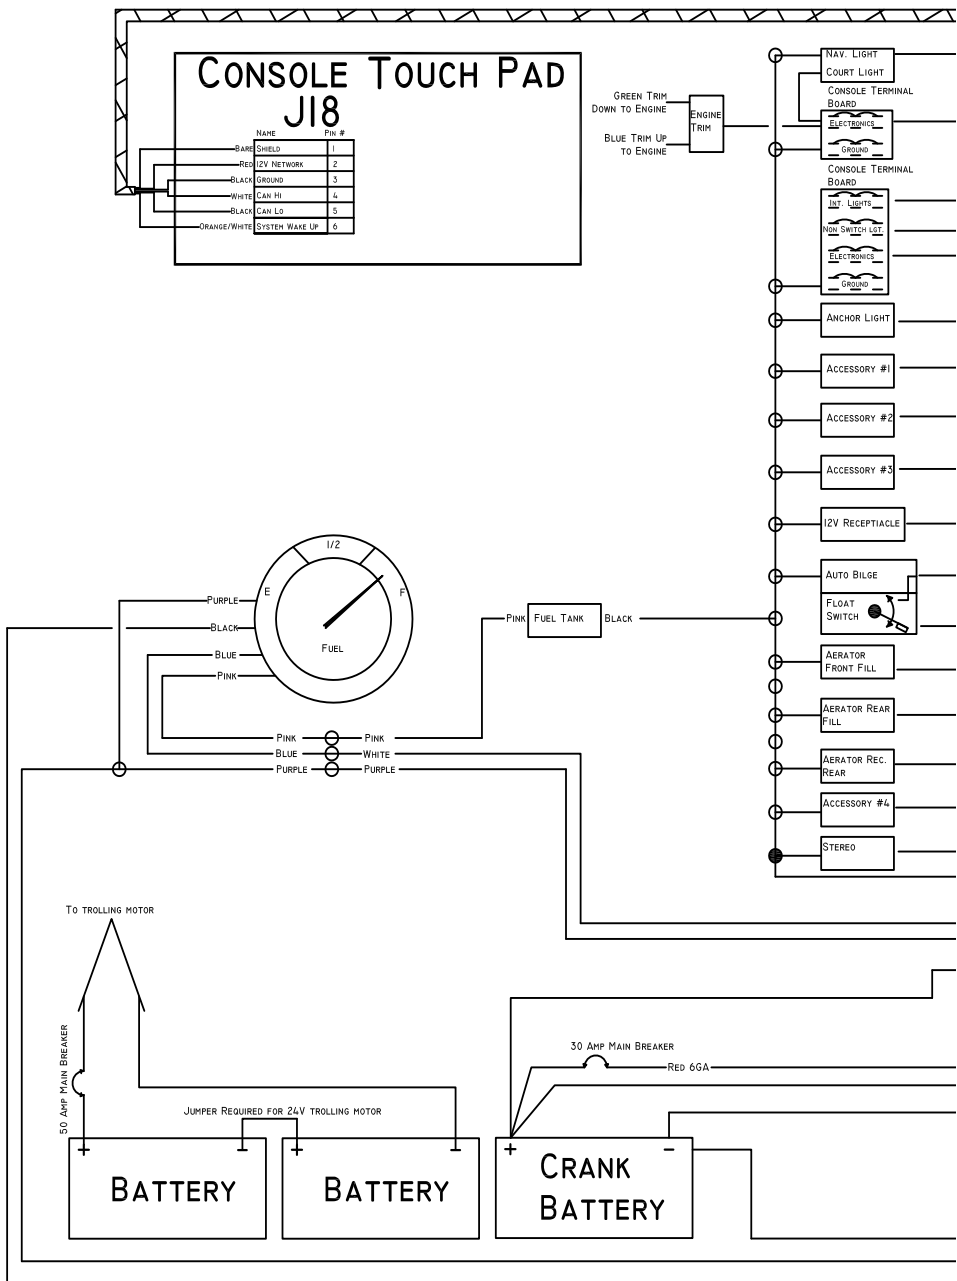 Console Touch Pad
J18
Name Pin #
Bare Shield 1
Red 12V Network 2
Black Ground 3
White Can Hi 4
Black Can Lo 5
Orange/White System Wake Up 6
Green Trim
Down to Engine
Blue Trim Up
to Engine
Engine
Trim
Nav. Light
Court Light
Console Terminal
Board
Electronics
Ground
Console Terminal
Board
Int. Lights
Non Switch Lgt.
Electronics
Ground
Anchor Light
Accessory #1
Accessory #2
Accessory #3
12V Receptiacle
Auto Bilge
Float
Switch
Aerator
Front Fill
Aerator Rear
Fill
Aerator Rec.
Rear
Accessory #4
Stereo
1/2
E
F
Fuel
Purple
Black
Blue
Pink
Pink Fuel Tank Black
Pink Pink
Blue White
Purple Purple
To trolling motor
50 Amp Main Breaker
Jumper Required for 24V trolling motor
30 Amp Main Breaker
Red 6GA
+ -
Battery
+ -
Battery
+ -
Crank
Battery